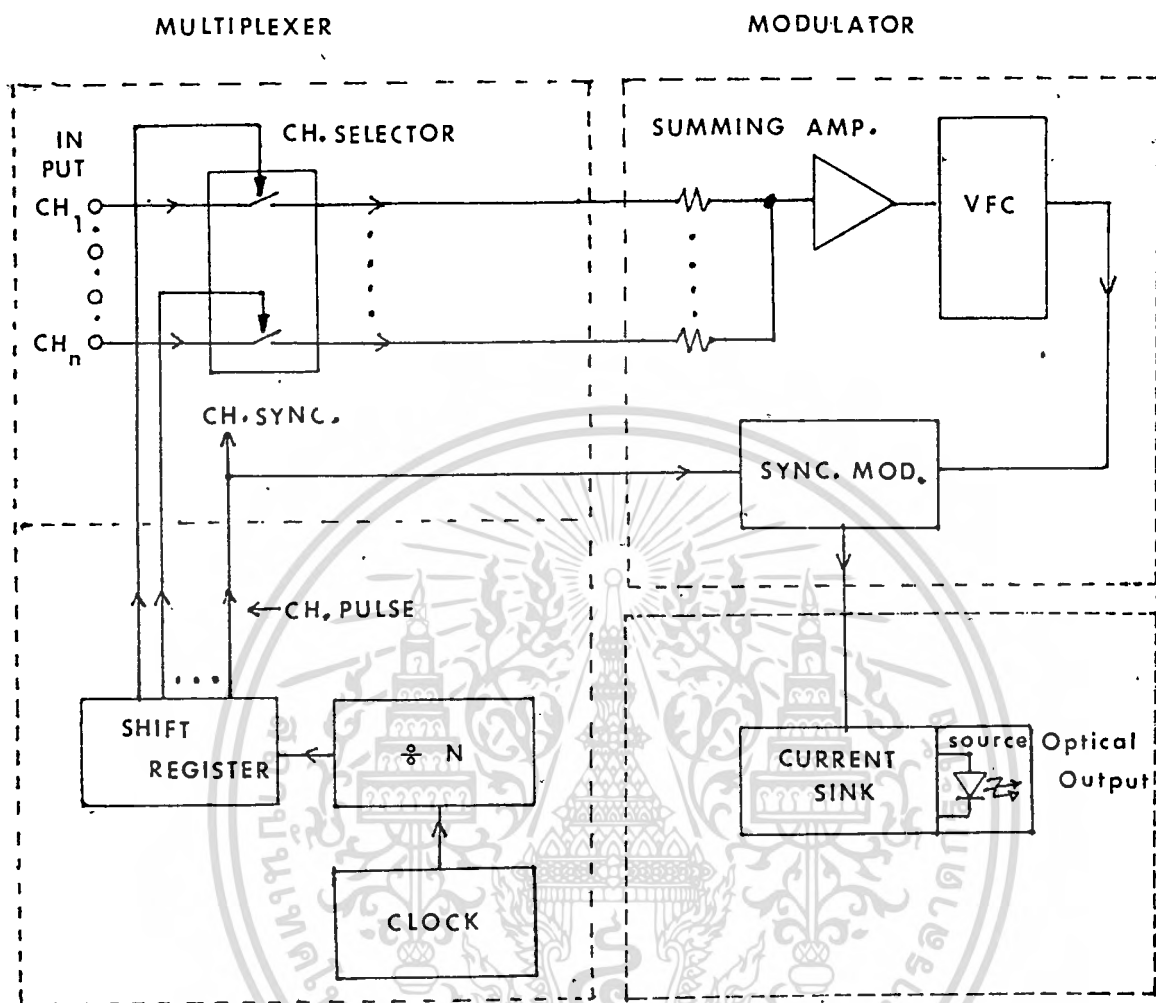 MULTIPLEXER
MODULATOR
IN
PUT
CH. SELECTOR
SUMMING AMP.
CH1
VFC
CHn
CH. SYNC.
SYNC. MOD.
← CH. PULSE
SHIFT
REGISTER
÷ N
CURRENT
SINK
source
Optical
Output
CLOCK